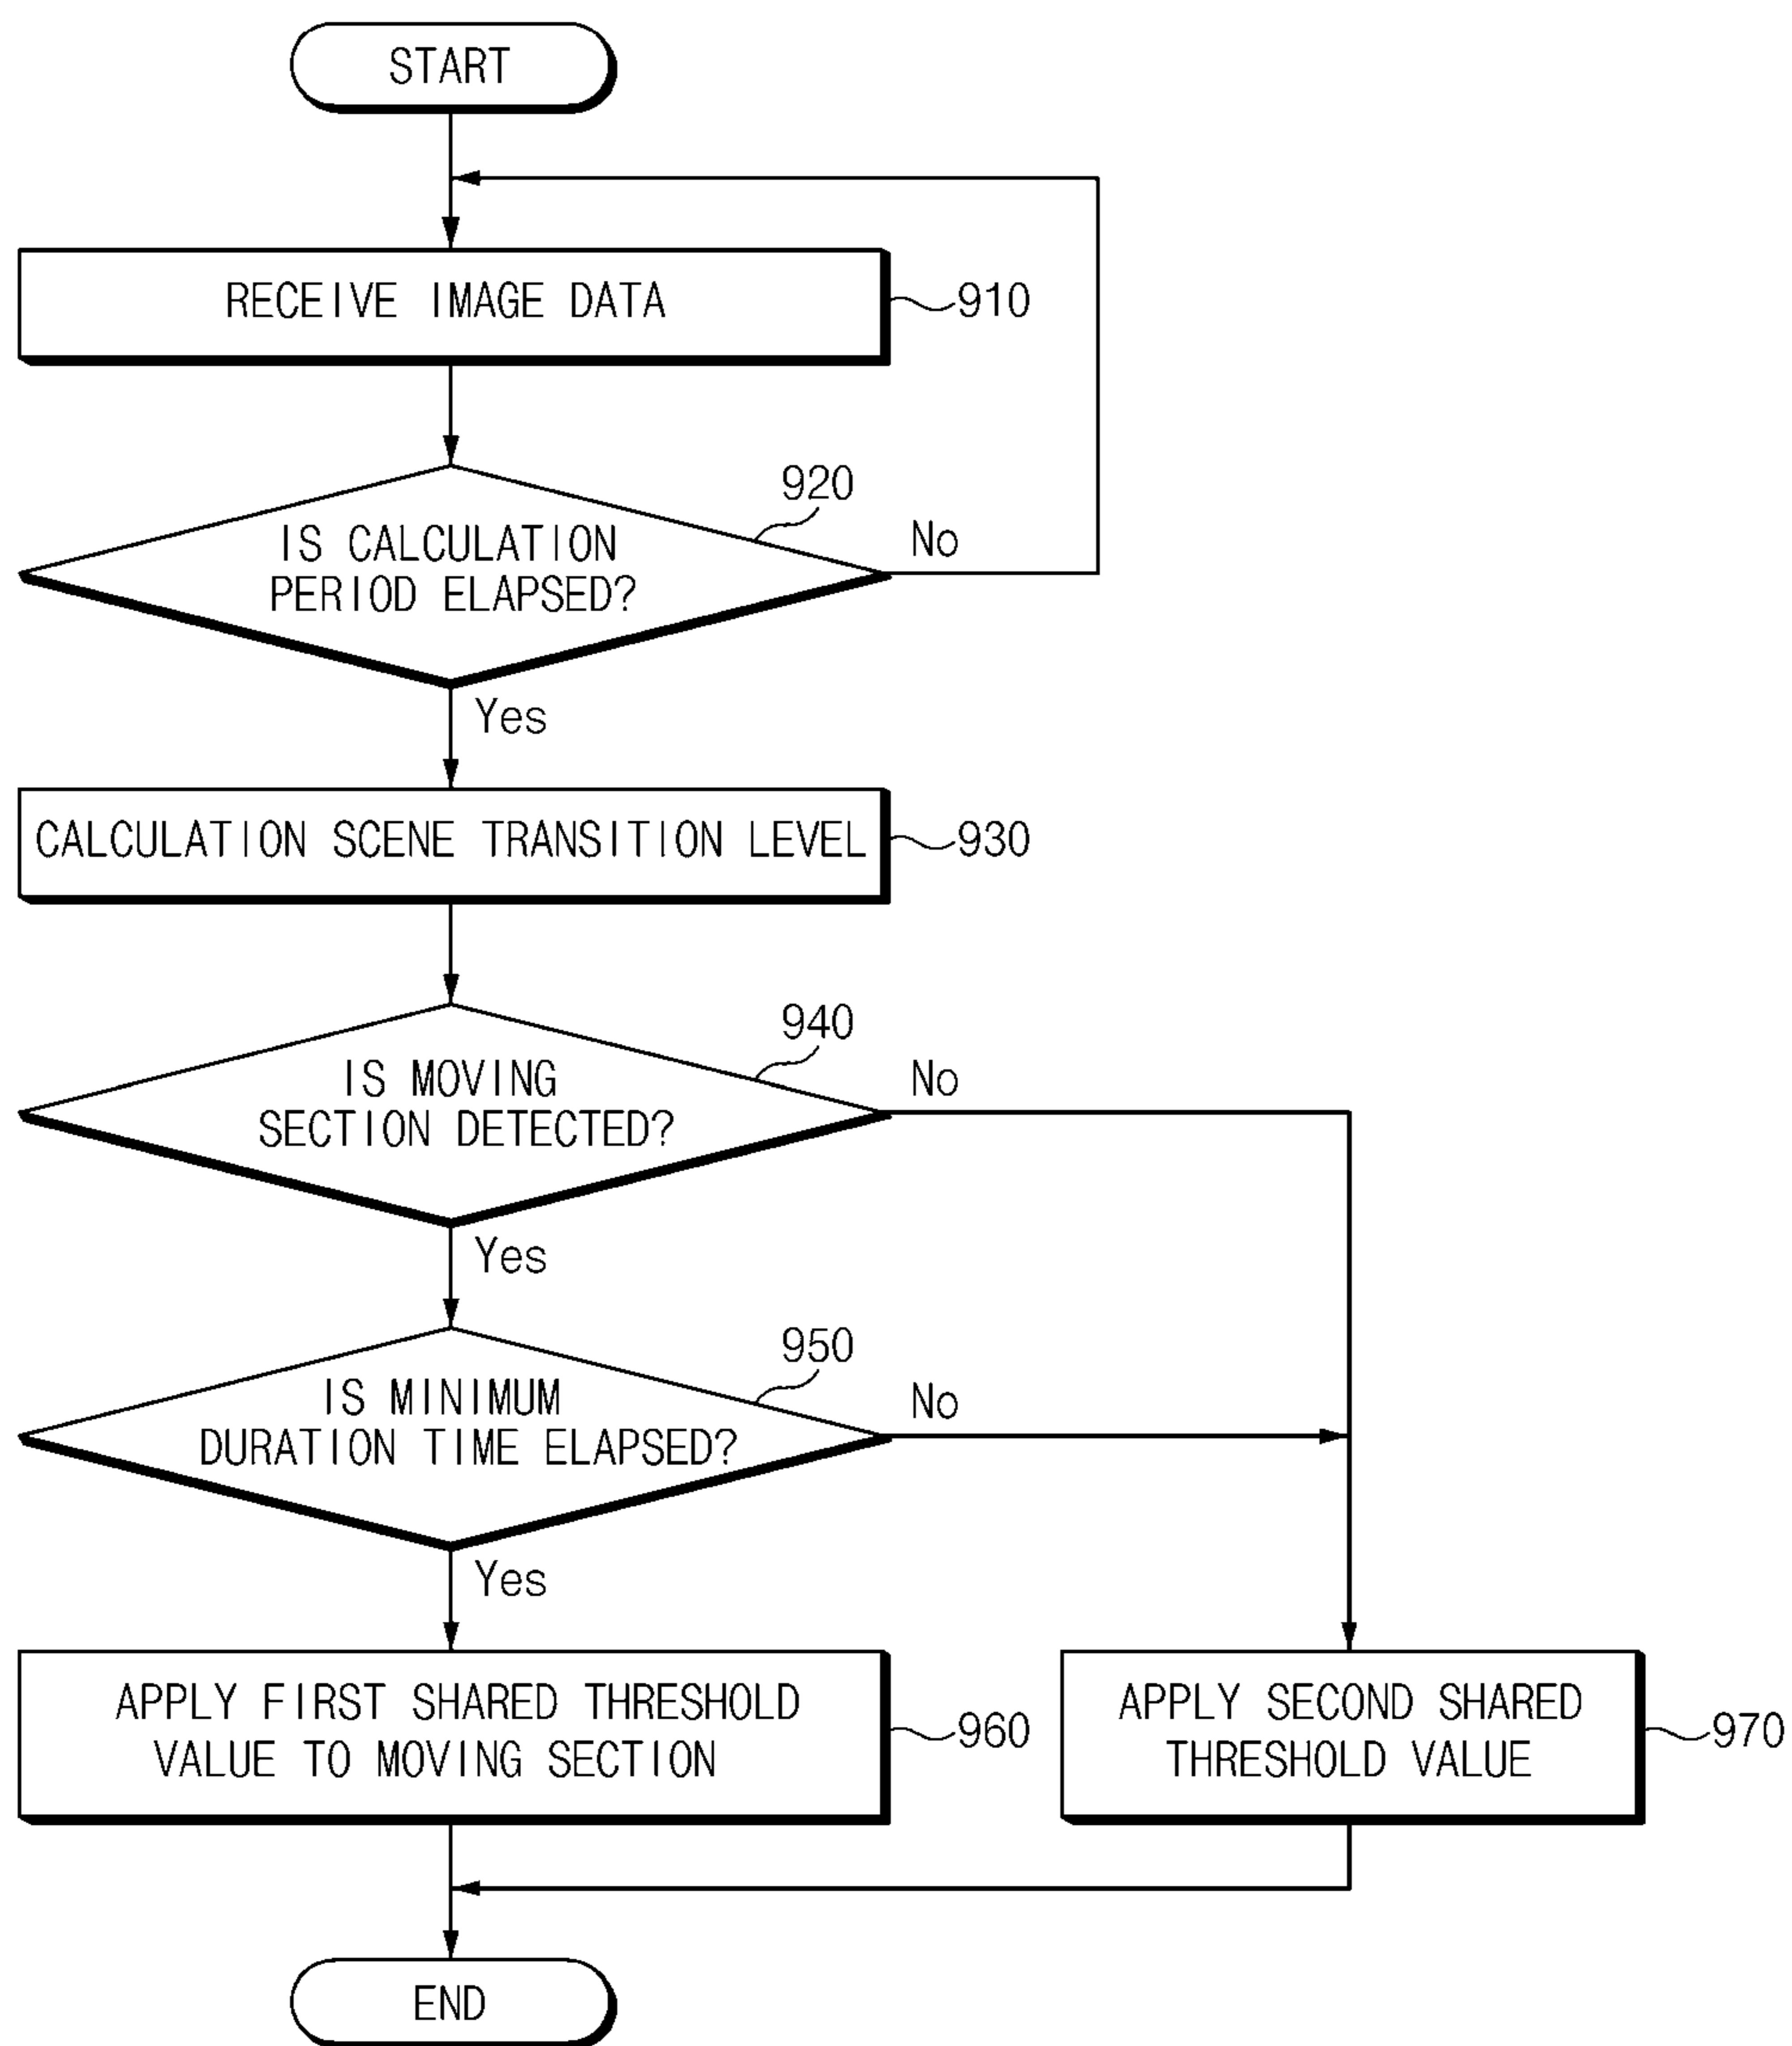 START
RECEIVE IMAGE DATA
910
920
IS CALCULATION
PERIOD ELAPSED?
No
Yes
CALCULATION SCENE TRANSITION LEVEL
930
940
IS MOVING
SECTION DETECTED?
No
Yes
950
IS MINIMUM
DURATION TIME ELAPSED?
No
Yes
APPLY FIRST SHARED THRESHOLD
VALUE TO MOVING SECTION
960
APPLY SECOND SHARED
THRESHOLD VALUE
970
END